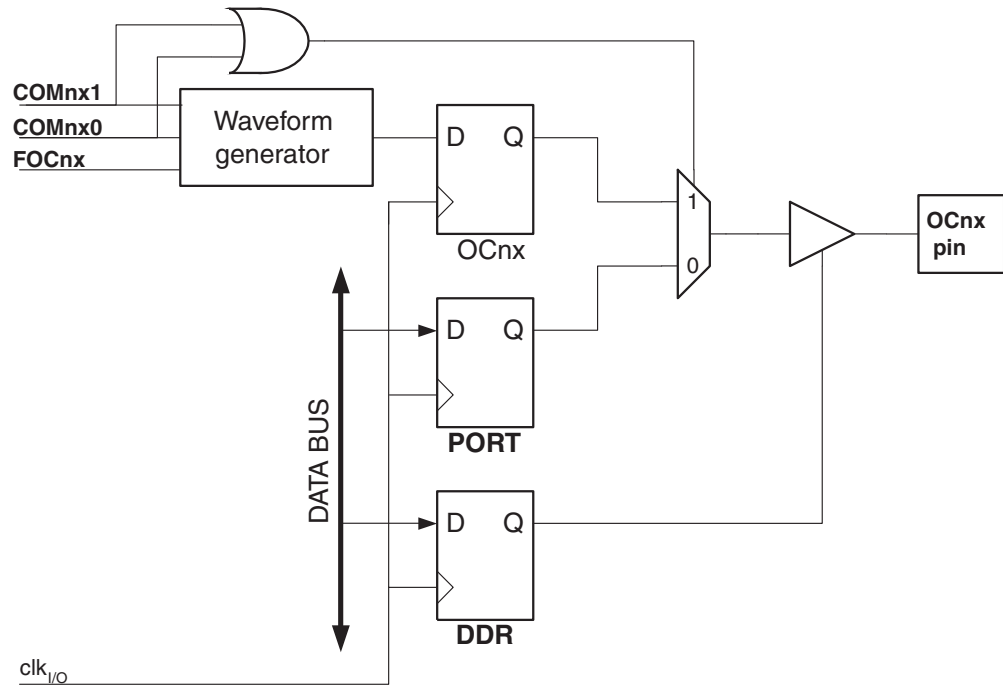 COMnx1
COMnx0
FOCnx
Waveform
generator
D Q
OCnx
1
0
OCnx
pin
DATA BUS
D Q
PORT
D Q
DDR
clkI/O